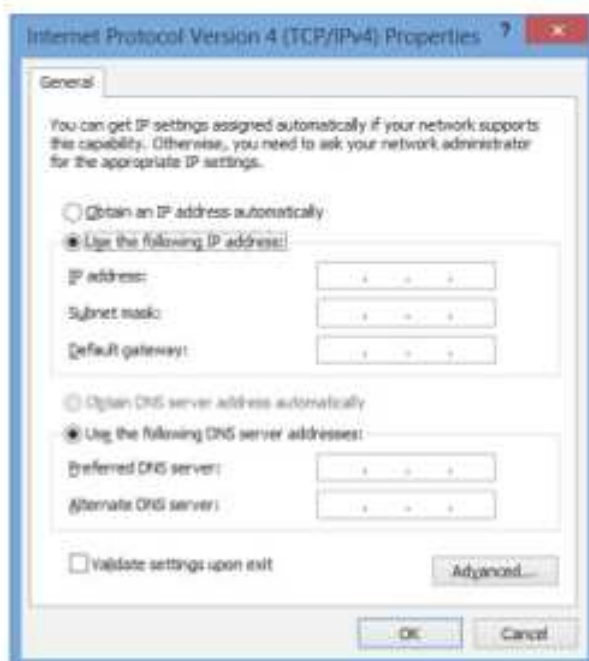 Internet Protocol Version 4 (TCP/IPv4) Properties ?
General
You can get IP settings assigned automatically if your network supports
this capability. Otherwise, you need to ask your network administrator
for the appropriate IP settings.
Obtain an IP address automatically
Use the following IP address:
IP address:
Subnet mask:
Default gateway:
Obtain DNS server address automatically
Use the following DNS server addresses:
Preferred DNS server:
Alternate DNS server:
Validate settings upon exit
Advanced...
OK Cancel